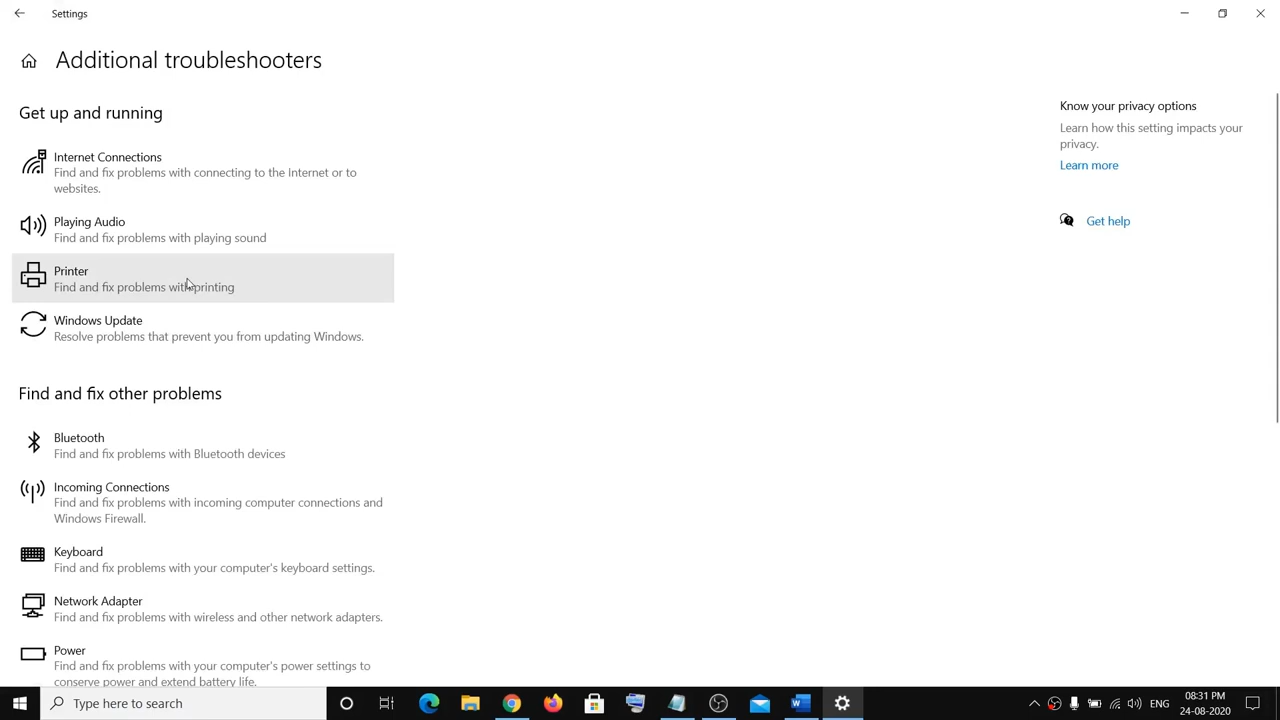 Settings
Additional troubleshooters
Get up and running
Internet Connections
Find and fix problems with connecting to the Internet or to
websites.
Playing Audio
Find and fix problems with playing sound
Printer
Find and fix problems with printing
Windows Update
Resolve problems that prevent you from updating Windows.
Find and fix other problems
Bluetooth
Find and fix problems with Bluetooth devices
Incoming Connections
Find and fix problems with incoming computer connections and
Windows Firewall.
Keyboard
Find and fix problems with your computer's keyboard settings.
Network Adapter
Find and fix problems with wireless and other network adapters.
Power
Find and fix problems with your computer's power settings to
conserve power and extend battery life.
Know your privacy options
Learn how this setting impacts your
privacy.
Learn more
Get help
Type here to search
ENG
08:31 PM
24-08-2020